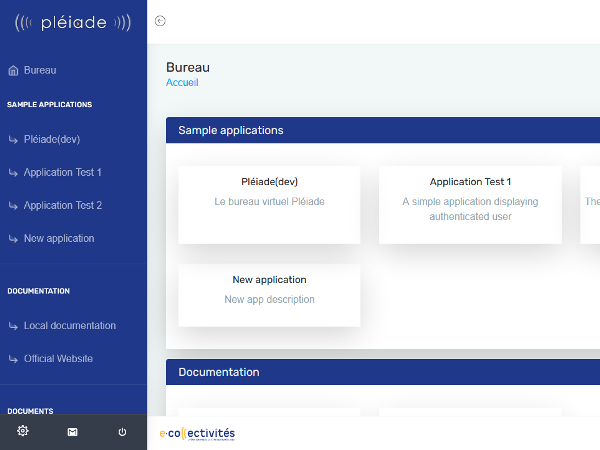 pléiade
Bureau
SAMPLE APPLICATIONS
Pléiade(dev)
Application Test 1
Application Test 2
New application
DOCUMENTATION
Local documentation
Official Website
DOCUMENTS
Bureau
Accueil
Sample applications
Pléiade(dev)
Le bureau virtuel Pléiade
Application Test 1
A simple application displaying
authenticated user
The
New application
New app description
Documentation
e-collectivités